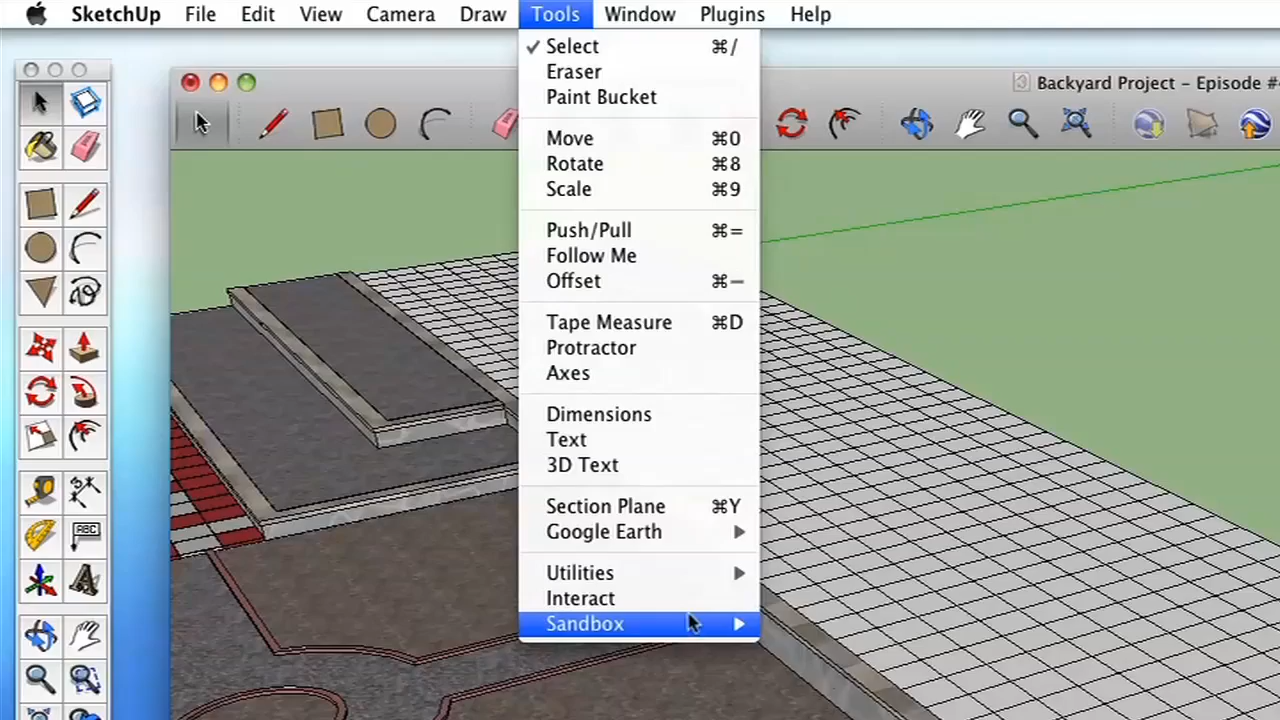 SketchUp File Edit View Camera Draw Tools Window Plugins Help
Backyard Project - Episode #
✓ Select ⌘/
Eraser
Paint Bucket
Move ⌘0
Rotate ⌘8
Scale ⌘9
Push/Pull ⌘=
Follow Me
Offset ⌘−
Tape Measure ⌘D
Protractor
Axes
Dimensions
Text
3D Text
Section Plane ⌘Y
Google Earth
Utilities
Interact
Sandbox
ABC